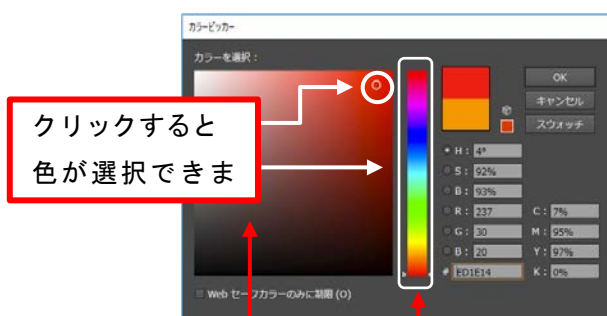 カラーピッカー
カラーを選択：
クリックすると
色が選択できま
OK
キャンセル
スウォッチ
H： 4°
S： 92%
B： 93%
R： 237
C： 7%
G： 30
M： 95%
B： 20
Y： 97%
# ED1E14
K： 0%
Web セーフカラーのみに制限 (O)